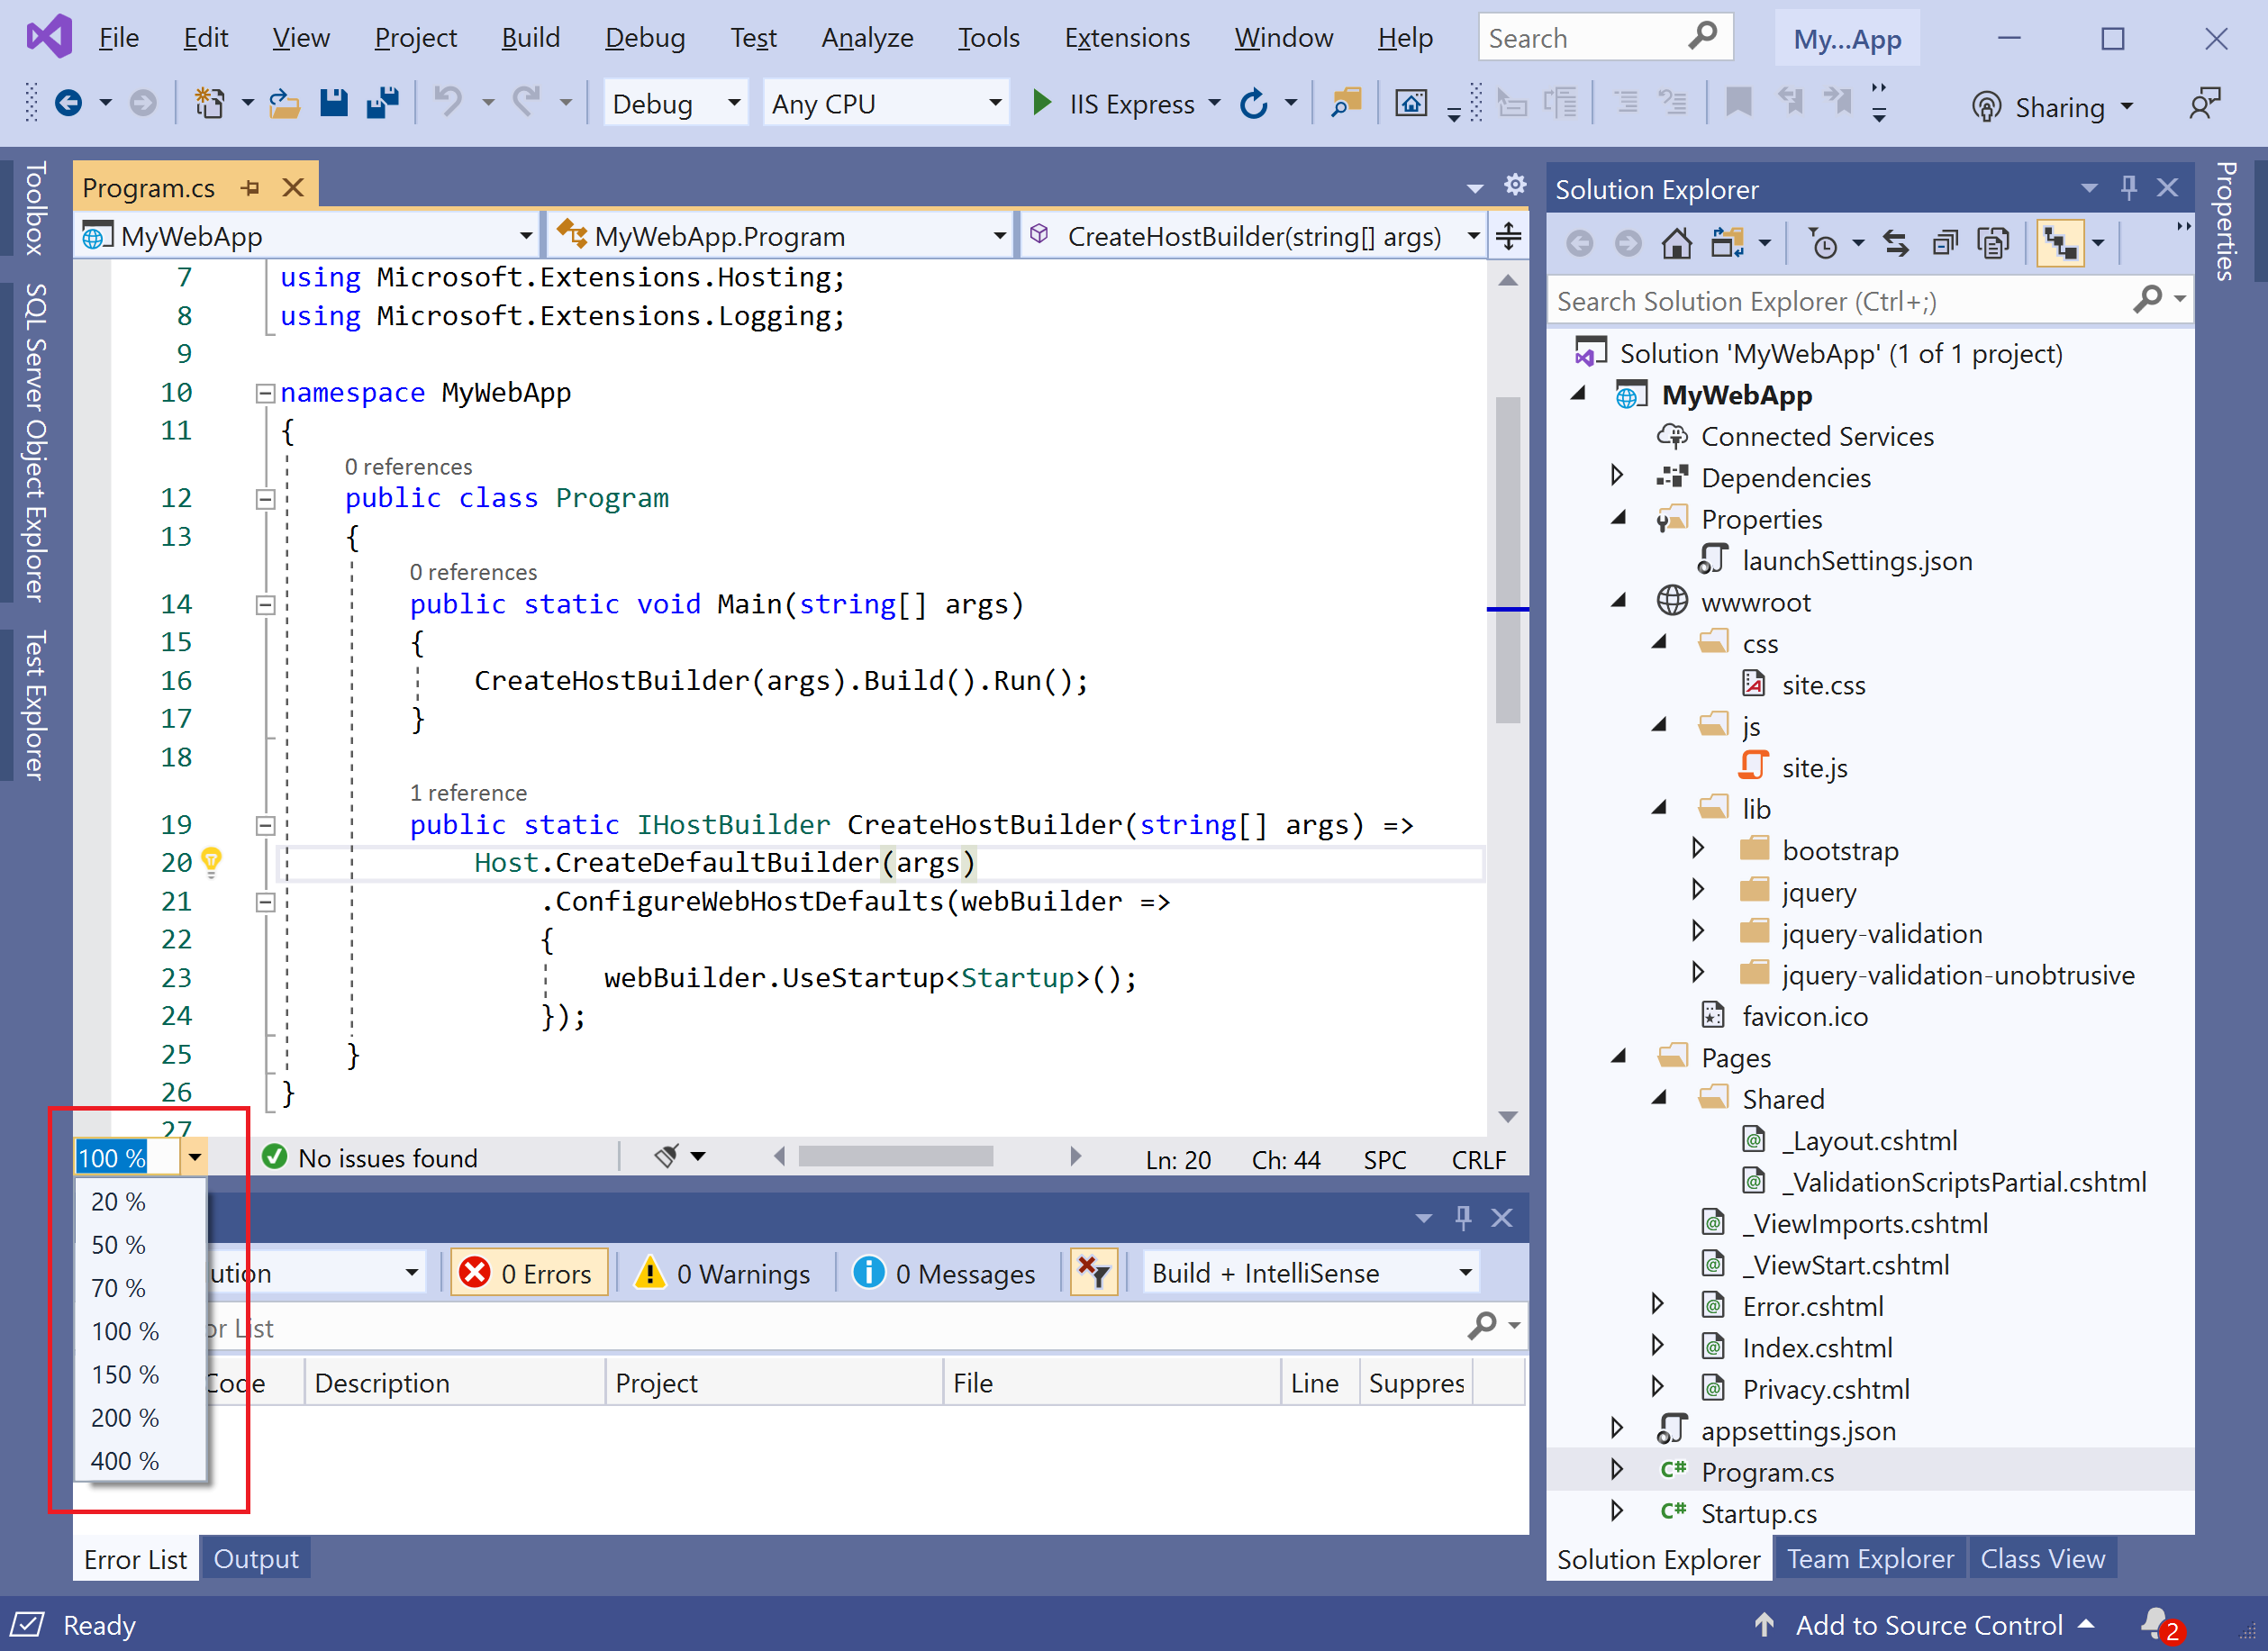 File Edit View Project Build Debug Test Analyze Tools Extensions Window Help Search My...App
Debug Any CPU IIS Express Sharing
Toolbox
SQL Server Object Explorer
Test Explorer
Program.cs
MyWebApp MyWebApp.Program CreateHostBuilder(string[] args)
7 using Microsoft.Extensions.Hosting;
8 using Microsoft.Extensions.Logging;
9
10 namespace MyWebApp
11 {
0 references
12 public class Program
13 {
0 references
14 public static void Main(string[] args)
15 {
16 CreateHostBuilder(args).Build().Run();
17 }
18
1 reference
19 public static IHostBuilder CreateHostBuilder(string[] args) =>
20 Host.CreateDefaultBuilder(args)
21 .ConfigureWebHostDefaults(webBuilder =>
22 {
23 webBuilder.UseStartup<Startup>();
24 });
25 }
26 }
27
100 % No issues found Ln: 20 Ch: 44 SPC CRLF
20 %
50 %
70 %
100 %
150 %
200 %
400 %
ution 0 Errors 0 Warnings 0 Messages Build + IntelliSense
or List
Code Description Project File Line Suppres
Error List Output
Solution Explorer
Search Solution Explorer (Ctrl+;)
Solution 'MyWebApp' (1 of 1 project)
MyWebApp
Connected Services
Dependencies
Properties
launchSettings.json
wwwroot
css
site.css
js
site.js
lib
bootstrap
jquery
jquery-validation
jquery-validation-unobtrusive
favicon.ico
Pages
Shared
_Layout.cshtml
_ValidationScriptsPartial.cshtml
_ViewImports.cshtml
_ViewStart.cshtml
Error.cshtml
Index.cshtml
Privacy.cshtml
appsettings.json
C# Program.cs
C# Startup.cs
Solution Explorer Team Explorer Class View
Properties
Ready Add to Source Control 2